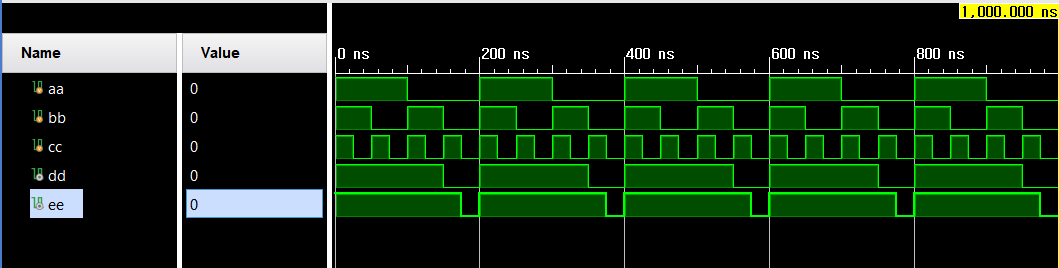 1,000.000 ns
Name Value
0 ns 200 ns 400 ns 600 ns 800 ns
aa 0
bb 0
cc 0
dd 0
ee 0